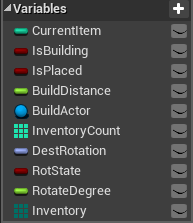 Variables
CurrentItem
IsBuilding
IsPlaced
BuildDistance
BuildActor
InventoryCount
DestRotation
RotState
RotateDegree
Inventory